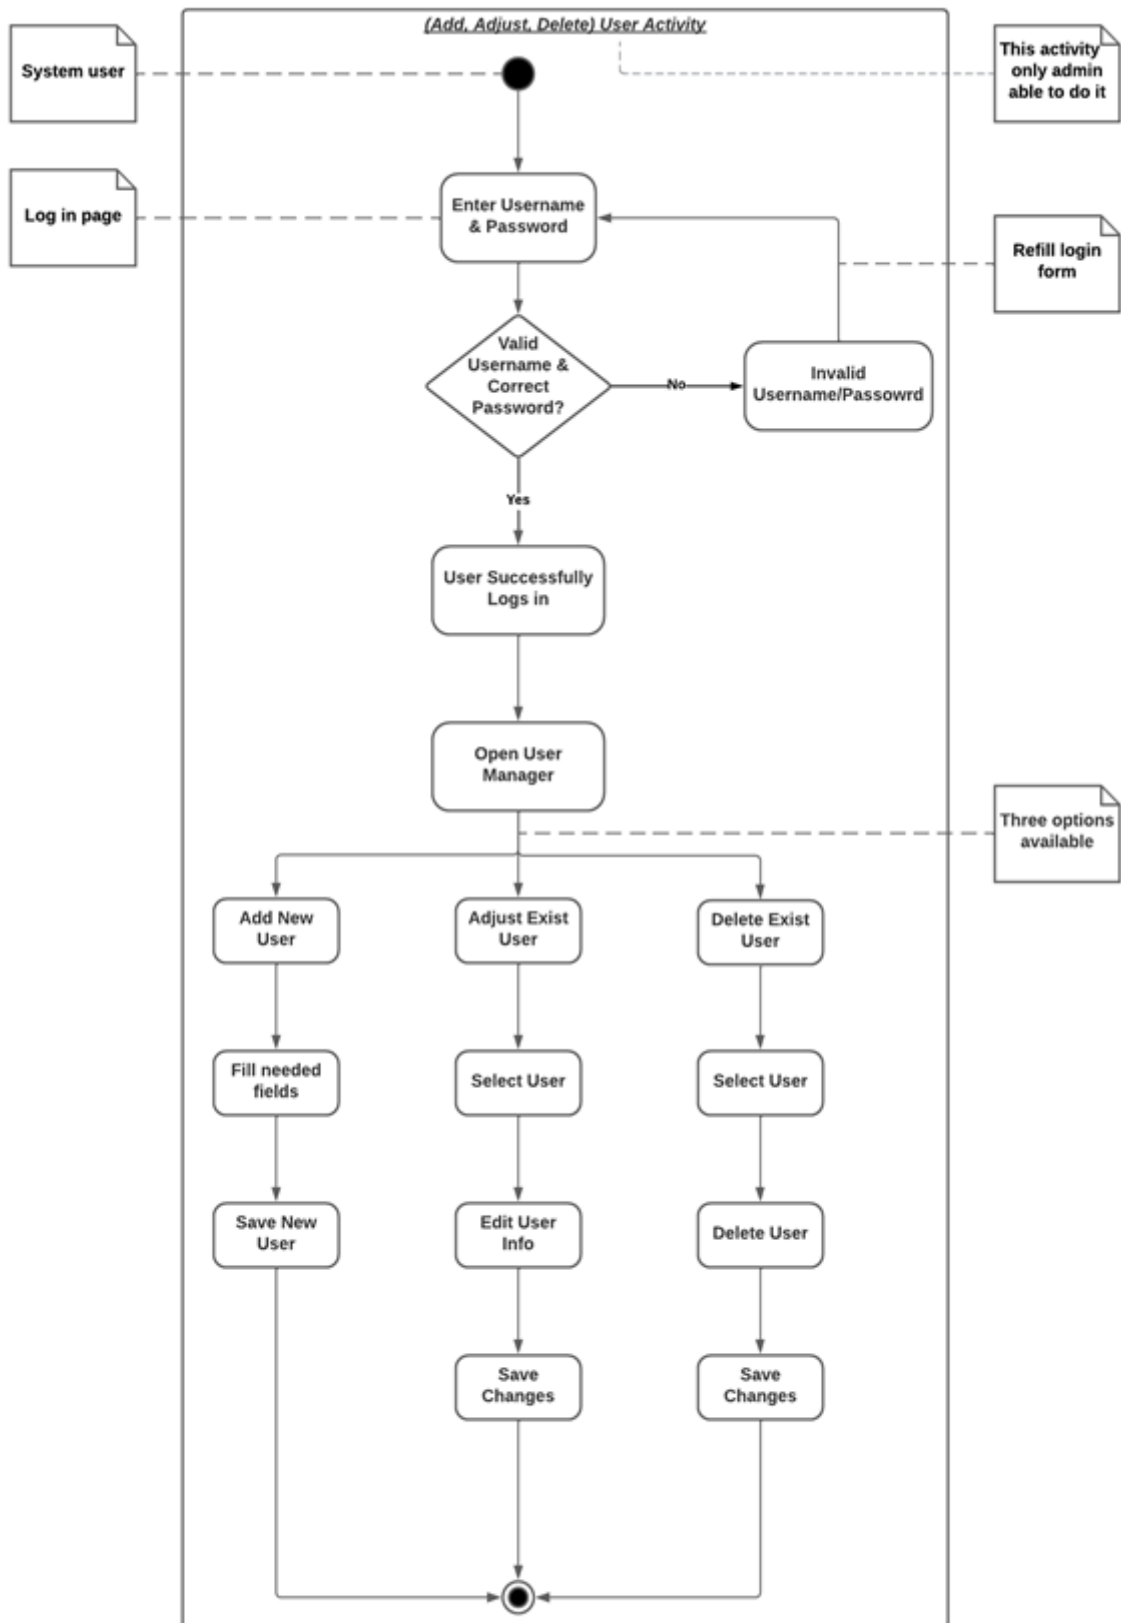 (Add, Adjust, Delete) User Activity
System user
This activity
only admin
able to do it
Log in page
Enter Username
& Password
Refill login
form
Valid
Username &
Correct
Password?
No
Invalid
Username/Passowrd
Yes
User Successfully
Logs in
Open User
Manager
Three options
available
Add New
User
Adjust Exist
User
Delete Exist
User
Fill needed
fields
Select User
Select User
Save New
User
Edit User
Info
Delete User
Save
Changes
Save
Changes